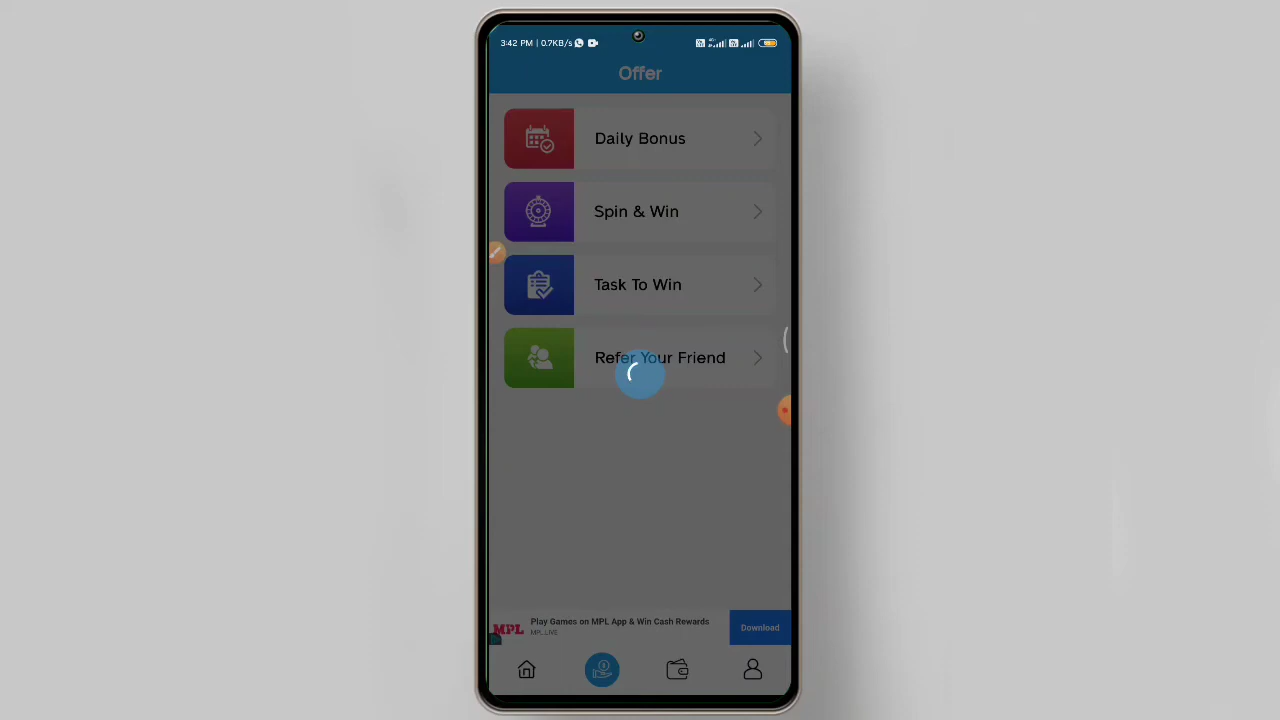 3:42 PM | 0.7KB/s
Offer
Daily Bonus
Spin & Win
Task To Win
Refer Your Friend
MPL
Play Games on MPL App & Win Cash Rewards
MPL.LIVE
Download